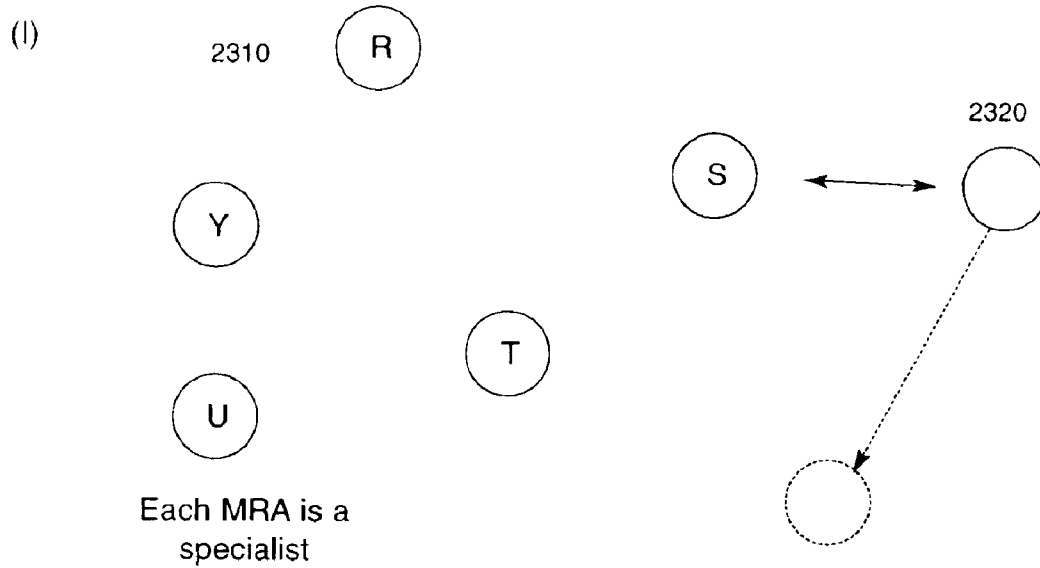 (I)
2310
R
2320
S
Y
T
U
Each MRA is a
specialist